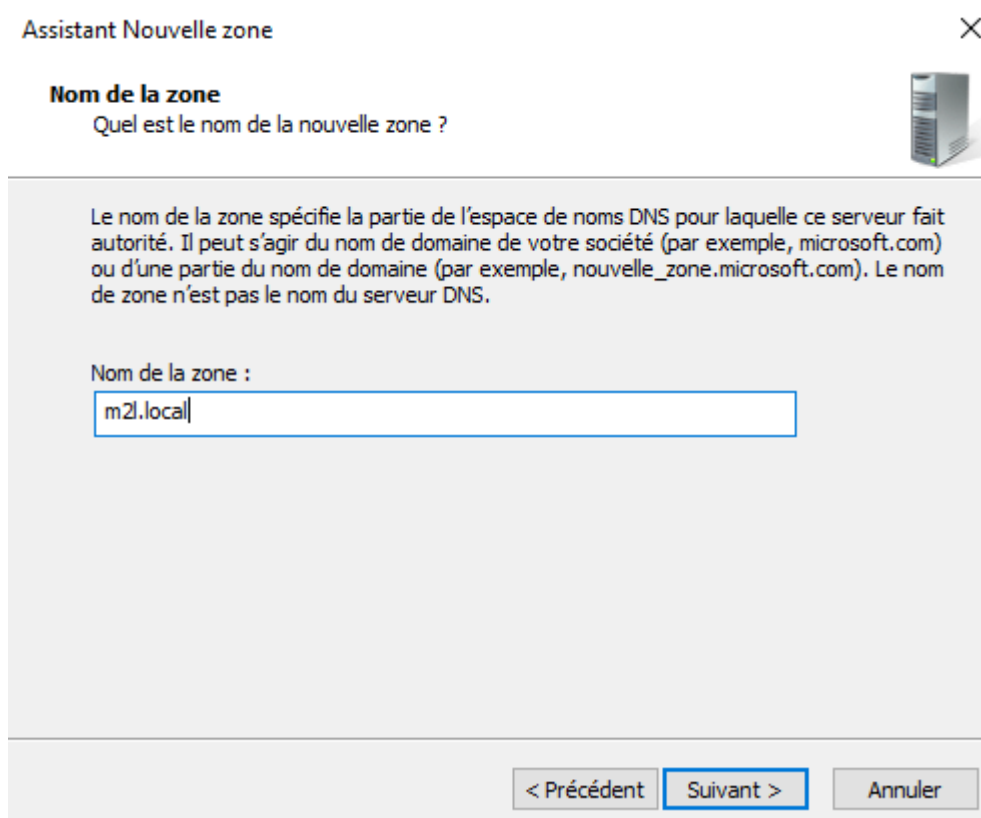 Assistant Nouvelle zone
Nom de la zone
Quel est le nom de la nouvelle zone ?
Le nom de la zone spécifie la partie de l’espace de noms DNS pour laquelle ce serveur fait
autorité. Il peut s’agir du nom de domaine de votre société (par exemple, microsoft.com)
ou d’une partie du nom de domaine (par exemple, nouvelle_zone.microsoft.com). Le nom
de zone n’est pas le nom du serveur DNS.
Nom de la zone :
m2l.local
< Précédent Suivant > Annuler